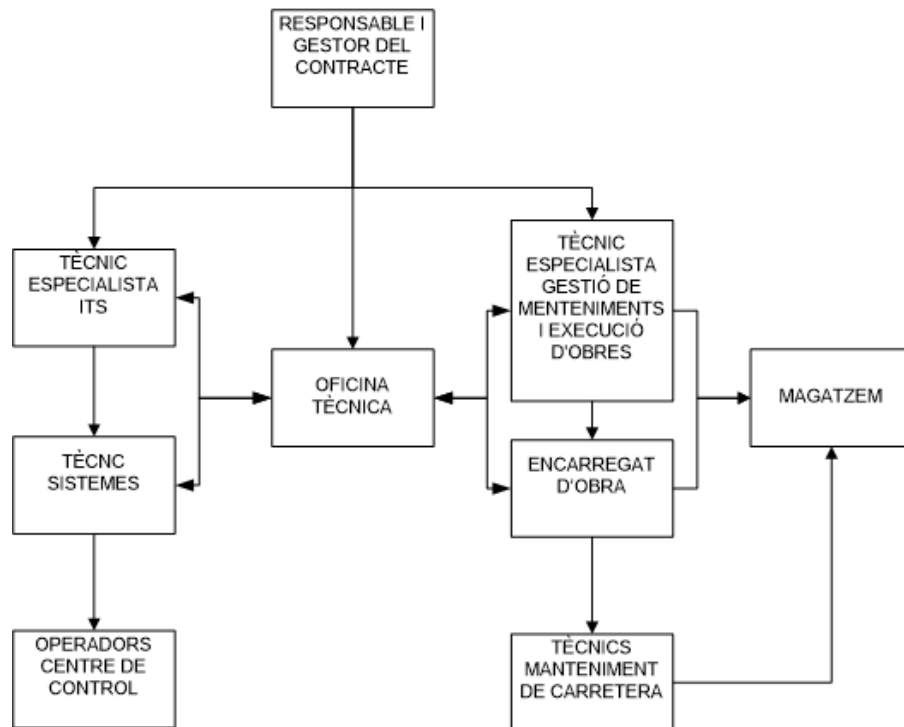 RESPONSABLE I
GESTOR DEL
CONTRACTE
TÈCNIC
ESPECIALISTA
ITS
TÈCNIC
ESPECIALISTA
GESTIÓ DE
MENTENIMENTS
I EXECUCIÓ
D'OBRES
OFICINA
TÈCNICA
MAGATZEM
TÈCNC
SISTEMES
ENCARREGAT
D'OBRA
OPERADORS
CENTRE DE
CONTROL
TÈCNICS
MANTENIMENT
DE CARRETERA